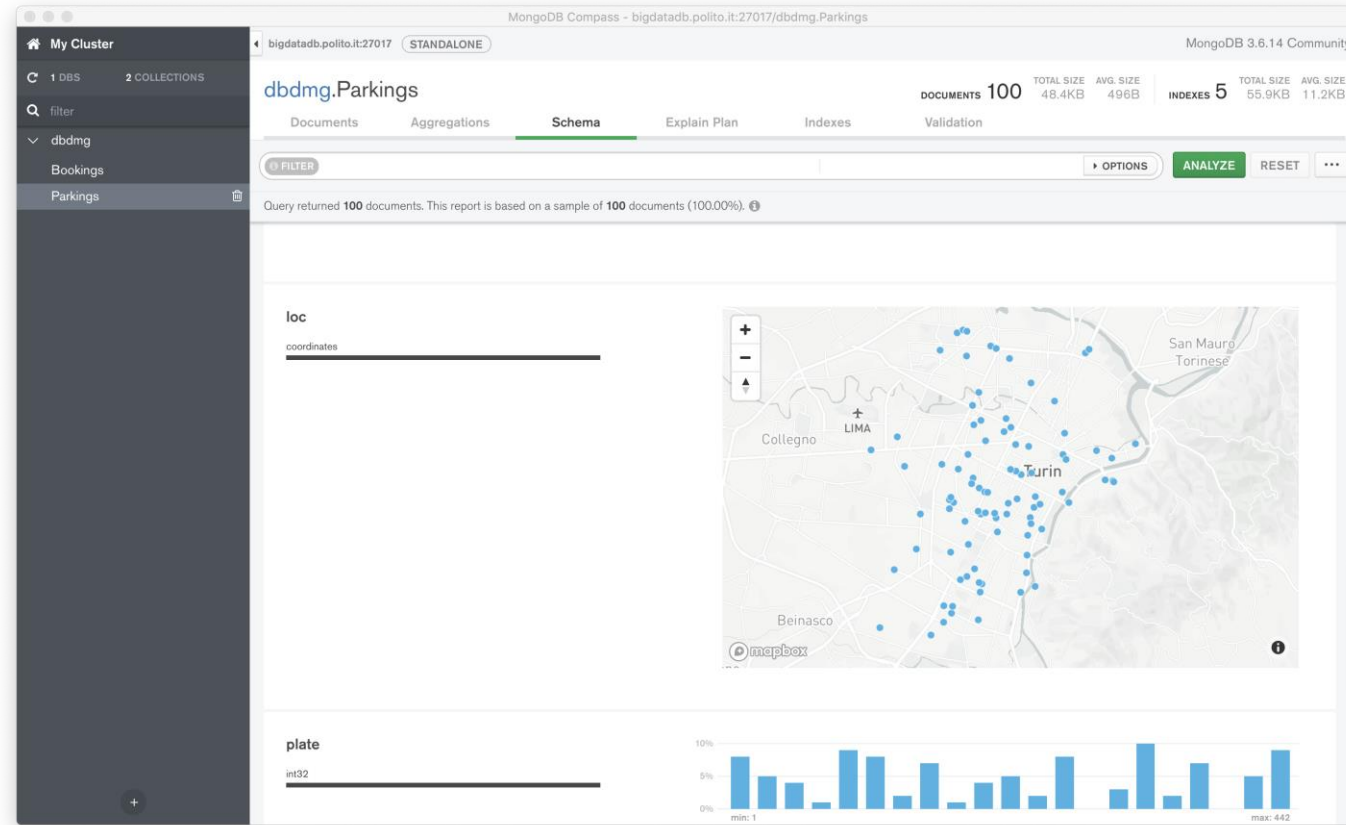 MongoDB Compass - bigdatadb.polito.it:27017/dbdmg.Parkings
My Cluster
bigdatadb.polito.it:27017 STANDALONE
MongoDB 3.6.14 Community
1 DBS 2 COLLECTIONS
filter
dbdmg
Bookings
Parkings
dbdmg.Parkings
DOCUMENTS 100 TOTAL SIZE 48.4KB AVG. SIZE 496B INDEXES 5 TOTAL SIZE 55.9KB AVG. SIZE 11.2KB
Documents Aggregations Schema Explain Plan Indexes Validation
FILTER OPTIONS ANALYZE RESET ...
Query returned 100 documents. This report is based on a sample of 100 documents (100.00%).
loc
coordinates
+
−
San Mauro
Torinese
LIMA
Collegno
Turin
Beinasco
mapbox
plate
int32
10%
5%
0%
min: 1 max: 442
+